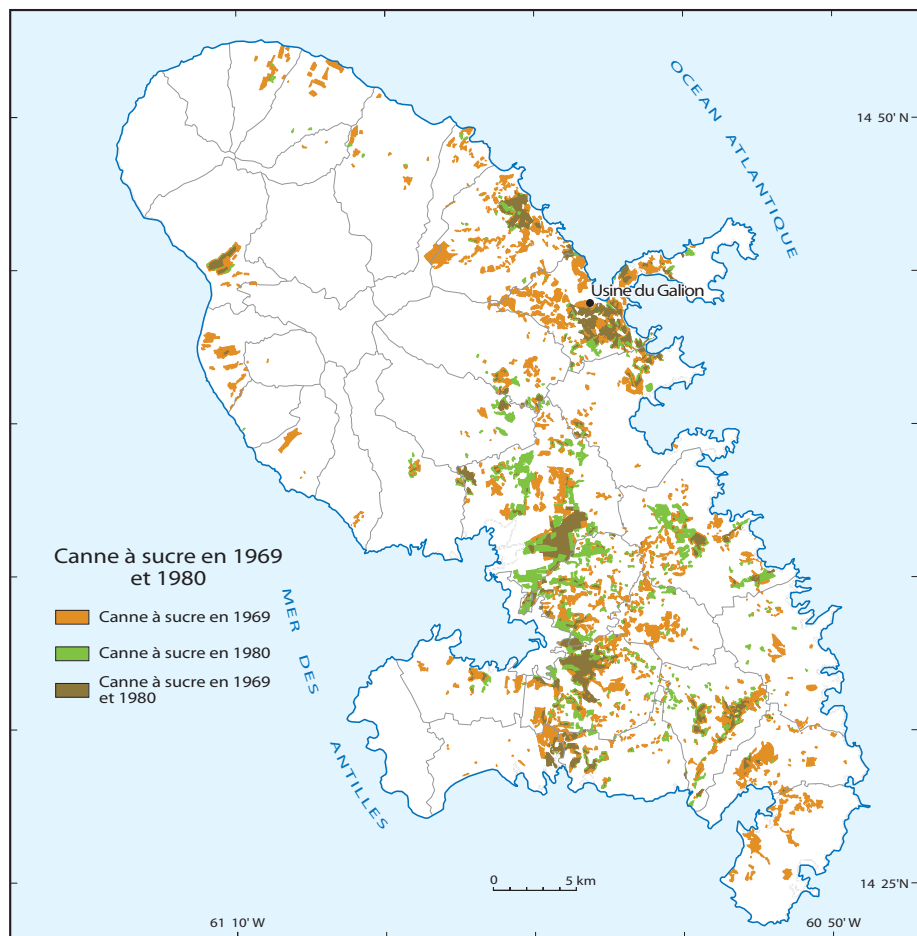 OCEAN ATLANTIQUE
14 50' N
Usine du Galion
Canne à sucre en 1969
et 1980
Canne à sucre en 1969
Canne à sucre en 1980
Canne à sucre en 1969
et 1980
MER DES
ANTILLES
0 5 km
14 25'N
61 10' W
60 50' W